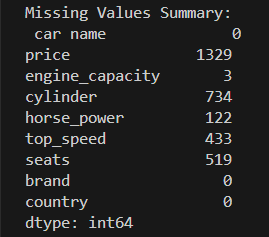 Missing Values Summary:
car name 0
price 1329
engine_capacity 3
cylinder 734
horse_power 122
top_speed 433
seats 519
brand 0
country 0
dtype: int64